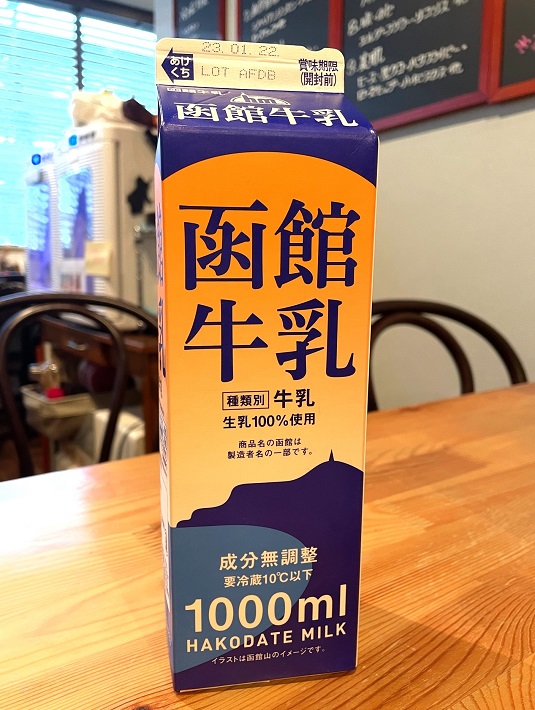 23.01.22
あけ
くち
LOT AFDB
賞味期限
(開封前)
函館牛乳
函館
牛乳
種類別 牛乳
生乳100%使用
商品名の函館は
製造者名の一部です。
成分無調整
要冷蔵10℃以下
1000ml
HAKODATE MILK
イラストは函館山のイメージです。